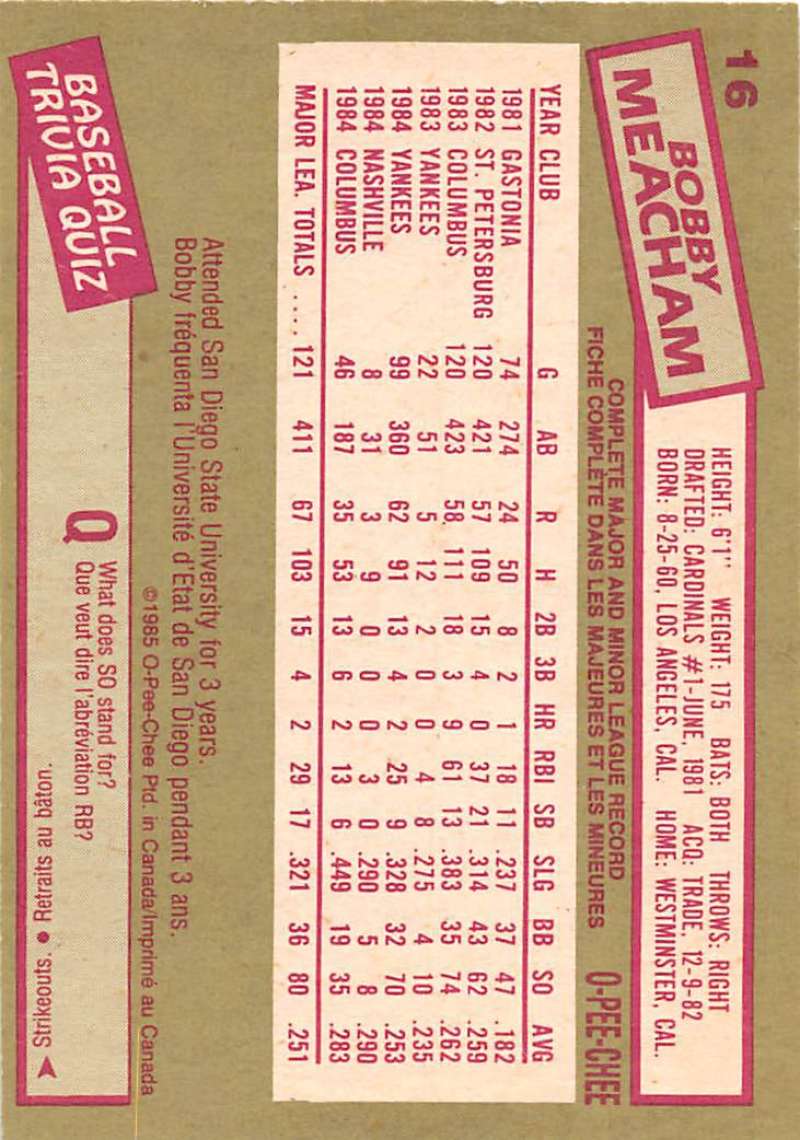 16
BOBBY
MEACHAM
HEIGHT: 6'1" WEIGHT: 175 BATS: BOTH THROWS: RIGHT
DRAFTED: CARDINALS #1-JUNE, 1981 ACQ: TRADE, 12-9-82
BORN: 8-25-60, LOS ANGELES, CAL. HOME: WESTMINSTER, CAL.
COMPLETE MAJOR AND MINOR LEAGUE RECORD
FICHE COMPLÈTE DANS LES MAJEURES ET LES MINEURES O-PEE-CHEE
YEAR CLUB G AB R H 2B 3B HR RBI SB SLG BB SO AVG
1981 GASTONIA 74 274 24 50 8 2 1 18 11 .237 37 47 .182
1982 ST. PETERSBURG 120 421 57 109 15 4 0 37 21 .314 43 62 .259
1983 COLUMBUS 120 423 58 111 18 3 9 61 13 .383 35 74 .262
1983 YANKEES 22 51 5 12 2 0 0 4 8 .275 4 10 .235
1984 YANKEES 99 360 62 91 13 4 2 25 9 .328 32 70 .253
1984 NASHVILLE 8 31 3 9 0 0 0 3 0 .290 5 8 .290
1984 COLUMBUS 46 187 35 53 13 6 2 13 6 .449 19 35 .283
MAJOR LEA. TOTALS .... 121 411 67 103 15 4 2 29 17 .321 36 80 .251
Attended San Diego State University for 3 years.
Bobby fréquenta l'Université d'Etat de San Diego pendant 3 ans.
©1985 O-Pee-Chee Ptd. in Canada/Imprimé au Canada
BASEBALL
TRIVIA QUIZ
Q What does SO stand for?
Que veut dire l'abréviation RB?
Strikeouts. • Retraits au bâton.